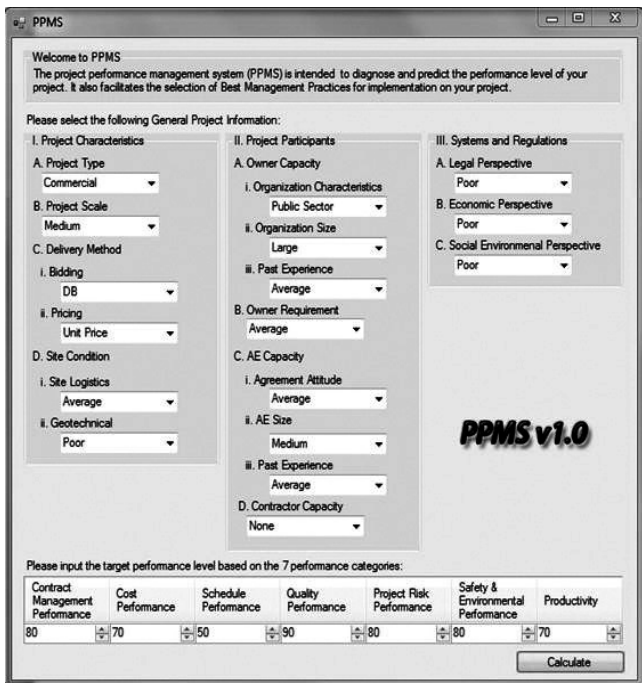 PPMS
Welcome to PPMS
The project performance management system (PPMS) is intended to diagnose and predict the performance level of your
project. It also facilitates the selection of Best Management Practices for implementation on your project.
Please select the following General Project Information:
I. Project Characteristics
A. Project Type
Commercial
B. Project Scale
Medium
C. Delivery Method
i. Bidding
DB
ii. Pricing
Unit Price
D. Site Condition
i. Site Logistics
Average
ii. Geotechnical
Poor
II. Project Participants
A. Owner Capacity
i. Organization Characteristics
Public Sector
ii. Organization Size
Large
iii. Past Experience
Average
B. Owner Requirement
Average
C. AE Capacity
i. Agreement Attitude
Average
ii. AE Size
Medium
iii. Past Experience
Average
D. Contractor Capacity
None
III. Systems and Regulations
A. Legal Perspective
Poor
B. Economic Perspective
Poor
C. Social Environmenal Perspective
Poor
PPMS v1.0
Please input the target performance level based on the 7 performance categories:
Contract
Management
Performance
80
Cost
Performance
70
Schedule
Performance
50
Quality
Performance
90
Project Risk
Performance
80
Safety &
Environmental
Performance
80
Productivity
70
Calculate